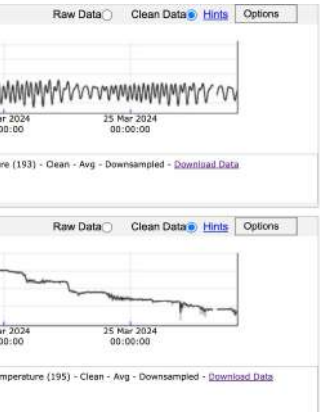 Raw Data Clean Data Hints Options
ar 2024 25 Mar 2024
00:00 00:00:00
re (193) - Clean - Avg - Downsampled - Download Data
Raw Data Clean Data Hints Options
ar 2024 25 Mar 2024
00:00 00:00:00
mperature (195) - Clean - Avg - Downsampled - Download Data